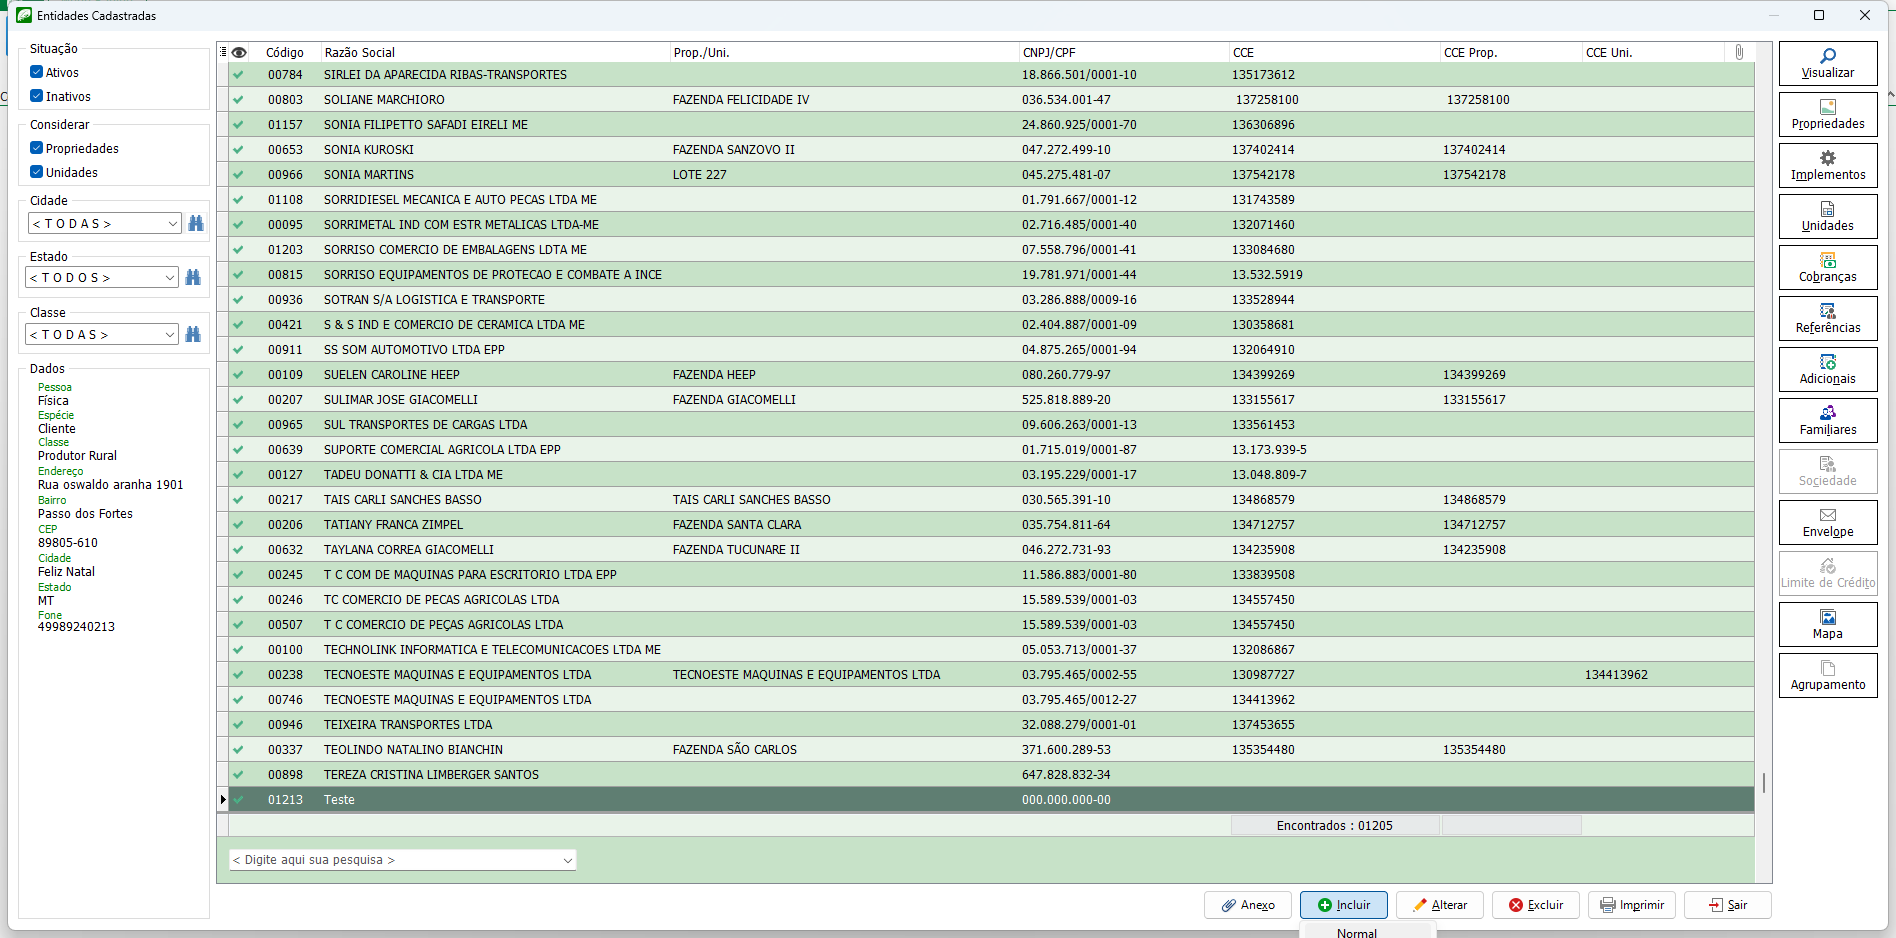 Entidades Cadastradas
Situação
Ativos
Inativos
Considerar
Propriedades
Unidades
Cidade
< T O D A S >
Estado
< T O D O S >
Classe
< T O D A S >
Dados
Pessoa
Física
Espécie
Cliente
Classe
Produtor Rural
Endereço
Rua oswaldo aranha 1901
Bairro
Passo dos Fortes
CEP
89805-610
Cidade
Feliz Natal
Estado
MT
Fone
49989240213
Código Razão Social Prop./Uni. CNPJ/CPF CCE CCE Prop. CCE Uni.
00784 SIRLEI DA APARECIDA RIBAS-TRANSPORTES 18.866.501/0001-10 135173612
00803 SOLIANE MARCHIORO FAZENDA FELICIDADE IV 036.534.001-47 137258100 137258100
01157 SONIA FILIPETTO SAFADI EIRELI ME 24.860.925/0001-70 136306896
00653 SONIA KUROSKI FAZENDA SANZOVO II 047.272.499-10 137402414 137402414
00966 SONIA MARTINS LOTE 227 045.275.481-07 137542178 137542178
01108 SORRIDIESEL MECANICA E AUTO PECAS LTDA ME 01.791.667/0001-12 131743589
00095 SORRIMETAL IND COM ESTR METALICAS LTDA-ME 02.716.485/0001-40 132071460
01203 SORRISO COMERCIO DE EMBALAGENS LDTA ME 07.558.796/0001-41 133084680
00815 SORRISO EQUIPAMENTOS DE PROTECAO E COMBATE A INCE 19.781.971/0001-44 13.532.5919
00936 SOTRAN S/A LOGISTICA E TRANSPORTE 03.286.888/0009-16 133528944
00421 S & S IND E COMERCIO DE CERAMICA LTDA ME 02.404.887/0001-09 130358681
00911 SS SOM AUTOMOTIVO LTDA EPP 04.875.265/0001-94 132064910
00109 SUELEN CAROLINE HEEP FAZENDA HEEP 080.260.779-97 134399269 134399269
00207 SULIMAR JOSE GIACOMELLI FAZENDA GIACOMELLI 525.818.889-20 133155617 133155617
00965 SUL TRANSPORTES DE CARGAS LTDA 09.606.263/0001-13 133561453
00639 SUPORTE COMERCIAL AGRICOLA LTDA EPP 01.715.019/0001-87 13.173.939-5
00127 TADEU DONATTI & CIA LTDA ME 03.195.229/0001-17 13.048.809-7
00217 TAIS CARLI SANCHES BASSO TAIS CARLI SANCHES BASSO 030.565.391-10 134868579 134868579
00206 TATIANY FRANCA ZIMPEL FAZENDA SANTA CLARA 035.754.811-64 134712757 134712757
00632 TAYLANA CORREA GIACOMELLI FAZENDA TUCUNARE II 046.272.731-93 134235908 134235908
00245 T C COM DE MAQUINAS PARA ESCRITORIO LTDA EPP 11.586.883/0001-80 133839508
00246 TC COMERCIO DE PECAS AGRICOLAS LTDA 15.589.539/0001-03 134557450
00507 T C COMERCIO DE PEÇAS AGRICOLAS LTDA 15.589.539/0001-03 134557450
00100 TECHNOLINK INFORMATICA E TELECOMUNICACOES LTDA ME 05.053.713/0001-37 132086867
00238 TECNOESTE MAQUINAS E EQUIPAMENTOS LTDA TECNOESTE MAQUINAS E EQUIPAMENTOS LTDA 03.795.465/0002-55 130987727 134413962
00746 TECNOESTE MAQUINAS E EQUIPAMENTOS LTDA 03.795.465/0012-27 134413962
00946 TEIXEIRA TRANSPORTES LTDA 32.088.279/0001-01 137453655
00337 TEOLINDO NATALINO BIANCHIN FAZENDA SÃO CARLOS 371.600.289-53 135354480 135354480
00898 TEREZA CRISTINA LIMBERGER SANTOS 647.828.832-34
01213 Teste 000.000.000-00
Encontrados : 01205
< Digite aqui sua pesquisa >
Visualizar
Propriedades
Implementos
Unidades
Cobranças
Referências
Adicionais
Familiares
Sociedade
Envelope
Limite de Crédito
Mapa
Agrupamento
Anexo Incluir Alterar Excluir Imprimir Sair
Normal